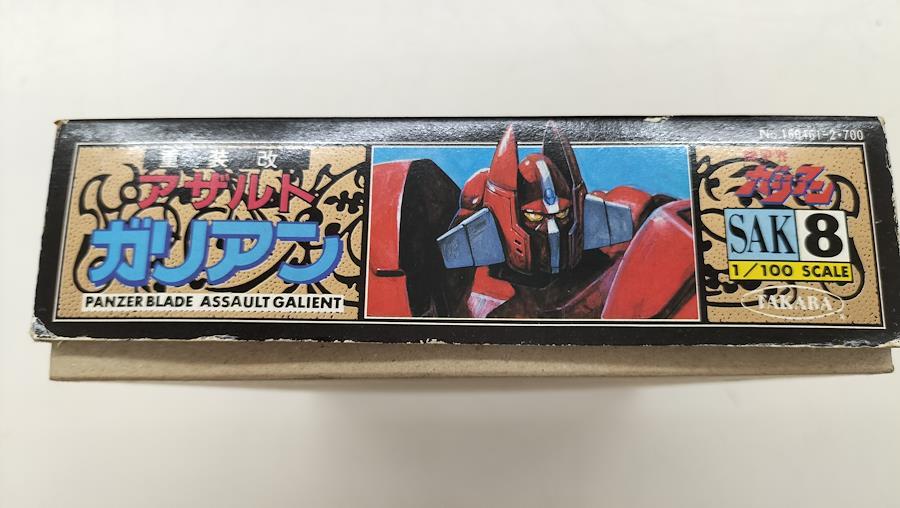 重装改
アザルト
ガリアン
PANZER BLADE ASSAULT GALIENT
No.160461-2・700
ガリアン
SAK 8
1/100 SCALE
TAKARA